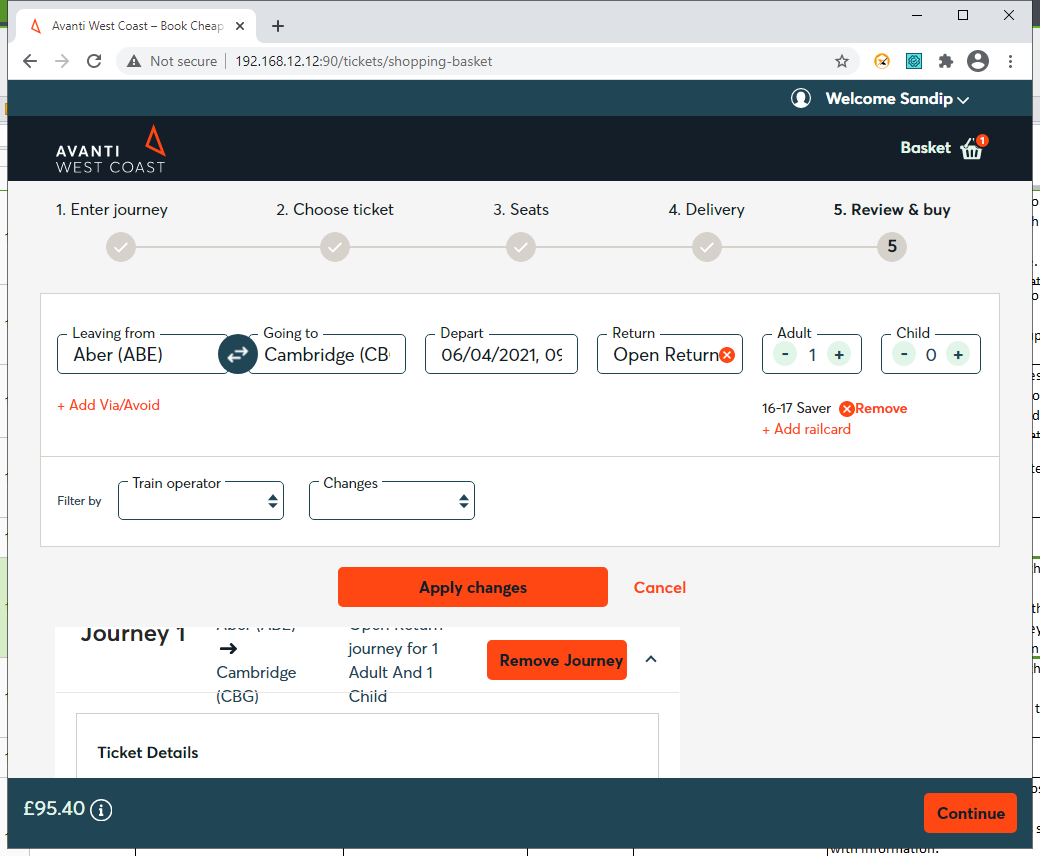 Avanti West Coast – Book Cheap
Not secure 192.168.12.12:90/tickets/shopping-basket
Welcome Sandip
AVANTI
WEST COAST
Basket 1
1. Enter journey 2. Choose ticket 3. Seats 4. Delivery 5. Review & buy
5
Leaving from Going to Depart Return Adult Child
Aber (ABE) Cambridge (CB 06/04/2021, 09 Open Return - 1 + - 0 +
+ Add Via/Avoid
16-17 Saver Remove
+ Add railcard
Train operator Changes
Filter by
Apply changes Cancel
Journey 1 Aber (ABE) Open Return
journey for 1 Remove Journey
Cambridge Adult And 1
(CBG) Child
Ticket Details
£95.40 i
Continue
with information.